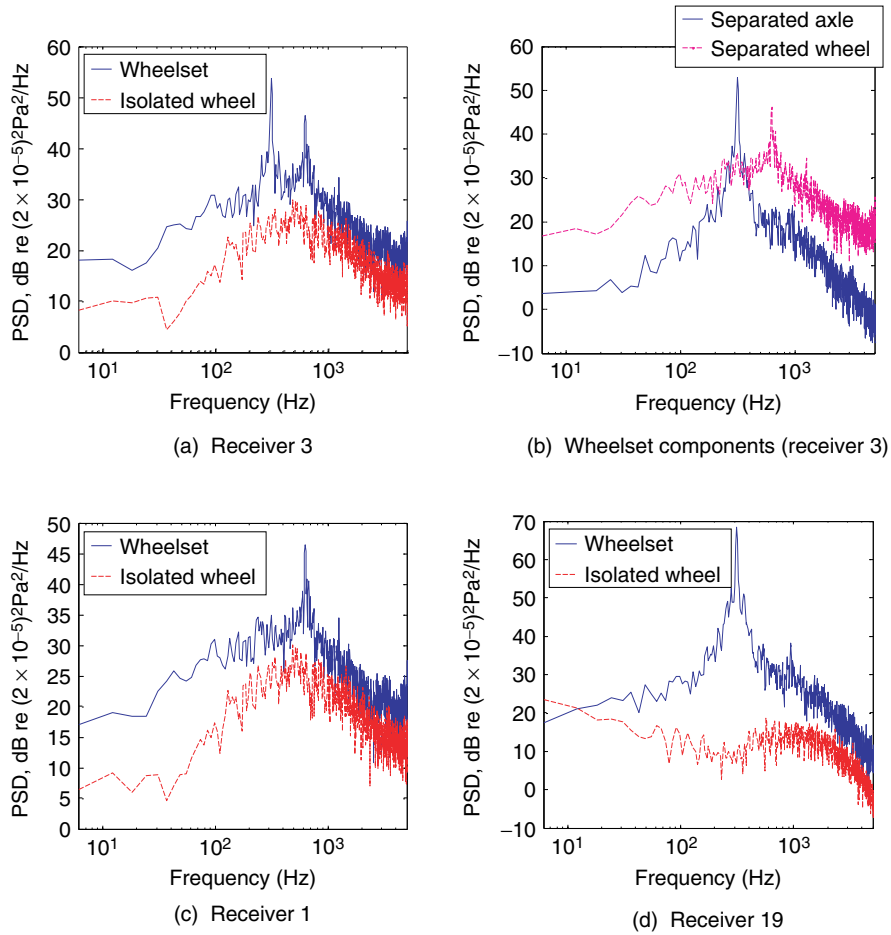 60
50
40
30
20
10
0
PSD, dB re (2 × 10⁻⁵)²Pa²/Hz
Wheelset
Isolated wheel
10¹ 10² 10³
Frequency (Hz)
(a) Receiver 3
Separated axle
Separated wheel
60
50
40
30
20
10
0
−10
PSD, dB re (2 × 10⁻⁵)²Pa²/Hz
10¹ 10² 10³
Frequency (Hz)
(b) Wheelset components (receiver 3)
50
45
40
35
30
25
20
15
10
5
0
PSD, dB re (2 × 10⁻⁵)²Pa²/Hz
Wheelset
Isolated wheel
10¹ 10² 10³
Frequency (Hz)
(c) Receiver 1
70
60
50
40
30
20
10
0
−10
PSD, dB re (2 × 10⁻⁵)²Pa²/Hz
Wheelset
Isolated wheel
10¹ 10² 10³
Frequency (Hz)
(d) Receiver 19